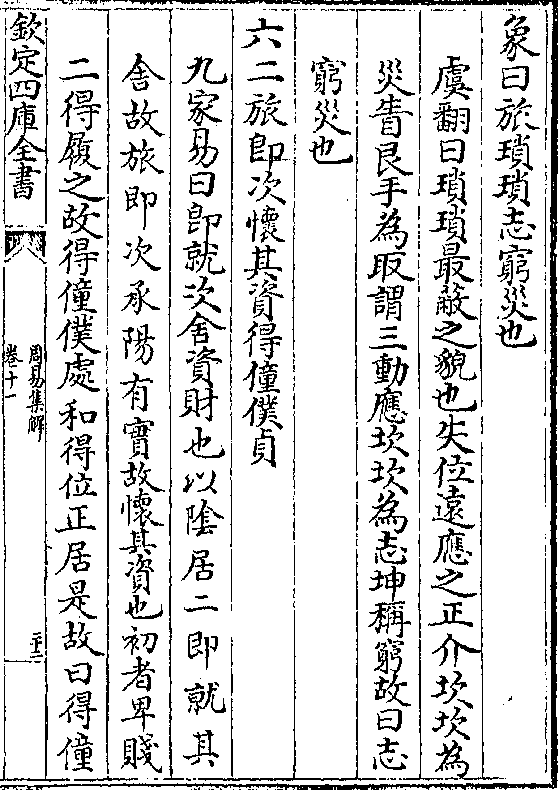 象曰旅瑣瑣志窮災也
虞翻曰瑣瑣最蔽之貌也失位遠應之正介坎坎為
災眚艮手為取謂三動應坎坎為志坤稱窮故曰志
窮災也
六二旅即次懷其資得僮僕貞
九家易曰即就次舍資財也以隂居二即就其
舍故旅即次承陽有實故懷其資也初者卑賤
二得履之故得僮僕處和得位正居是故曰得僮
欽定四庫全書
周易集解
卷十一
二十二